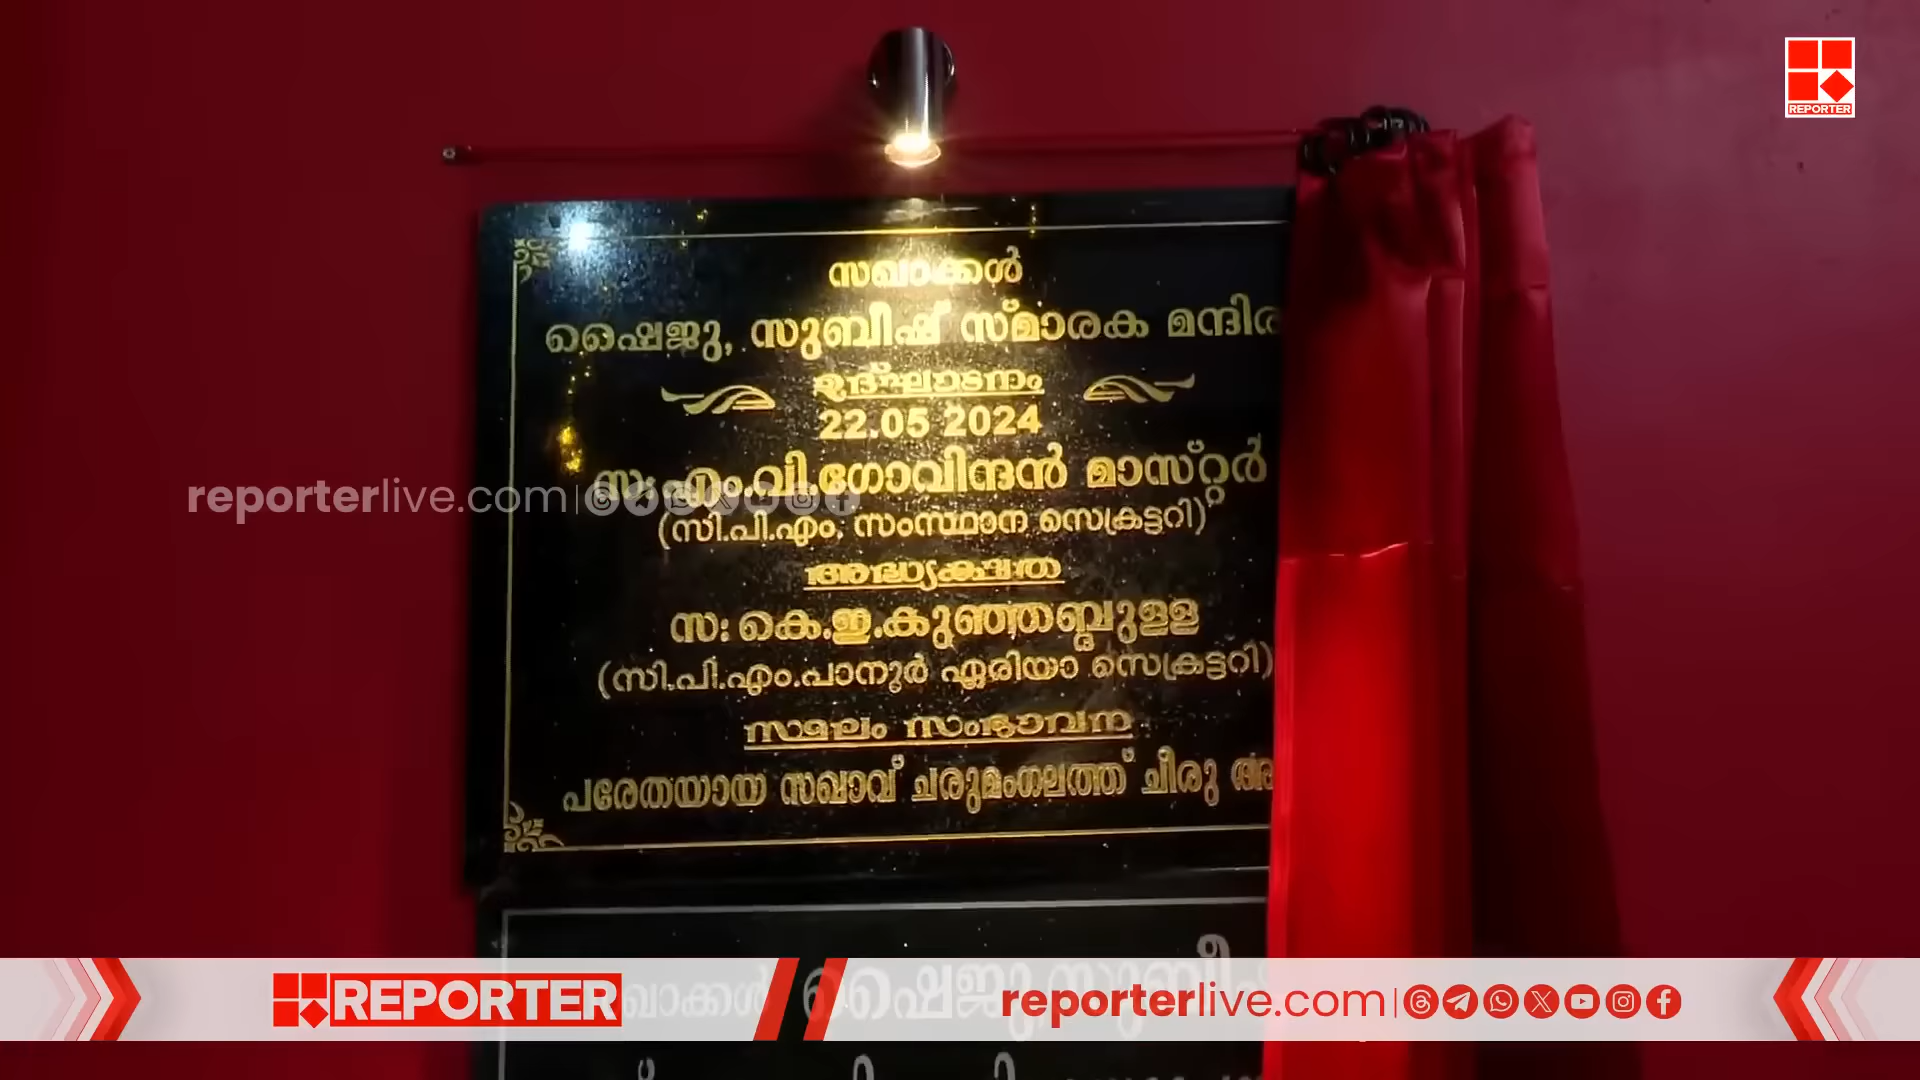 REPORTER
സഖാക്കൾ
ഷൈജു, സുബീഷ് സ്മാരക
ഉദ്ഘാടനം
22.05 2024
സ: എം.വി.ഗോവിന്ദൻ മാസ്റ്റർ
reporterlive.com
(സി.പി.എം, സംസ്ഥാന സെക്രട്ടറി)
അദ്ധ്യക്ഷത
സ: കെ.ഇ.കുഞ്ഞബ്ദുള്ള
(സി.പി.എം.പാനൂർ ഏരിയാ സെക്രട്ടറി)
സ്ഥലം സംഭാവന
പരേതയായ സഖാവ് ചരുമംഗലത്ത് ചീരു
ഷൈജു
REPORTER
reporterlive.com